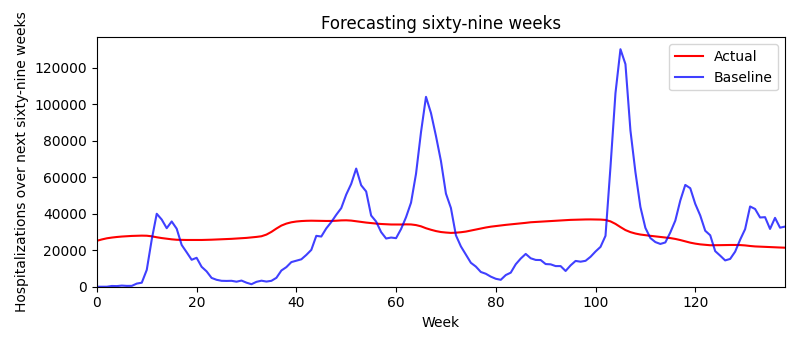 Forecasting sixty-nine weeks
Hospitalizations over next sixty-nine weeks
120000
100000
80000
60000
40000
20000
0
0 20 40 60 80 100 120
Week
Actual
Baseline